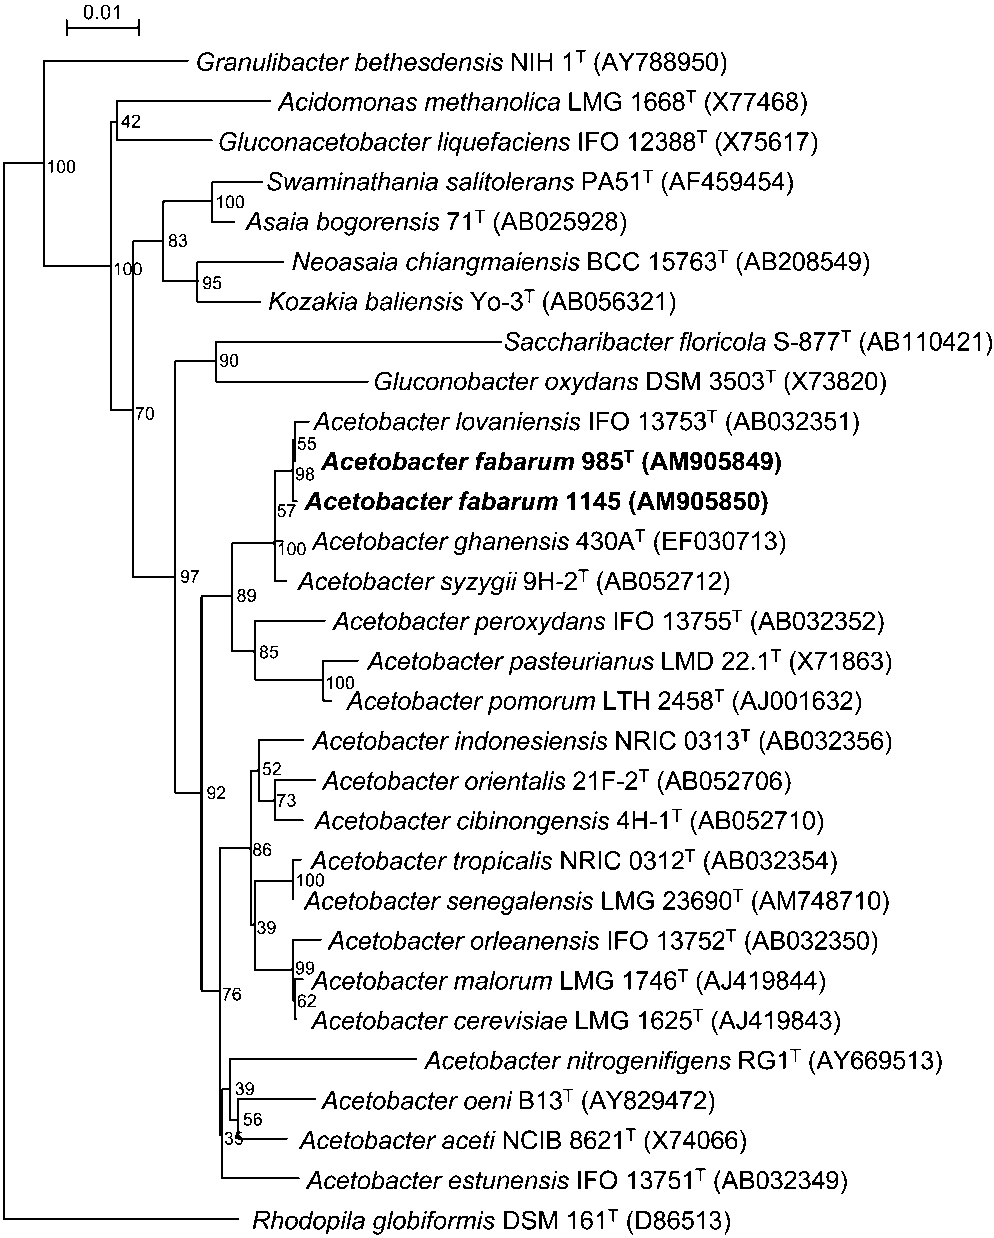 0.01
Granulibacter bethesdensis NIH 1ᵀ (AY788950)
Acidomonas methanolica LMG 1668ᵀ (X77468)
42
Gluconacetobacter liquefaciens IFO 12388ᵀ (X75617)
100
Swaminathania salitolerans PA51ᵀ (AF459454)
100
Asaia bogorensis 71ᵀ (AB025928)
83
Neoasaia chiangmaiensis BCC 15763ᵀ (AB208549)
100
95
Kozakia baliensis Yo-3ᵀ (AB056321)
Saccharibacter floricola S-877ᵀ (AB110421)
90
Gluconobacter oxydans DSM 3503ᵀ (X73820)
70
Acetobacter lovaniensis IFO 13753ᵀ (AB032351)
55
Acetobacter fabarum 985ᵀ (AM905849)
98
Acetobacter fabarum 1145 (AM905850)
57
Acetobacter ghanensis 430Aᵀ (EF030713)
100
97
Acetobacter syzygii 9H-2ᵀ (AB052712)
89
Acetobacter peroxydans IFO 13755ᵀ (AB032352)
85
Acetobacter pasteurianus LMD 22.1ᵀ (X71863)
100
Acetobacter pomorum LTH 2458ᵀ (AJ001632)
Acetobacter indonesiensis NRIC 0313ᵀ (AB032356)
52
Acetobacter orientalis 21F-2ᵀ (AB052706)
92
73
Acetobacter cibinongensis 4H-1ᵀ (AB052710)
86
Acetobacter tropicalis NRIC 0312ᵀ (AB032354)
100
Acetobacter senegalensis LMG 23690ᵀ (AM748710)
39
Acetobacter orleanensis IFO 13752ᵀ (AB032350)
99
Acetobacter malorum LMG 1746ᵀ (AJ419844)
76
62
Acetobacter cerevisiae LMG 1625ᵀ (AJ419843)
Acetobacter nitrogenifigens RG1ᵀ (AY669513)
39
Acetobacter oeni B13ᵀ (AY829472)
56
35
Acetobacter aceti NCIB 8621ᵀ (X74066)
Acetobacter estunensis IFO 13751ᵀ (AB032349)
Rhodopila globiformis DSM 161ᵀ (D86513)